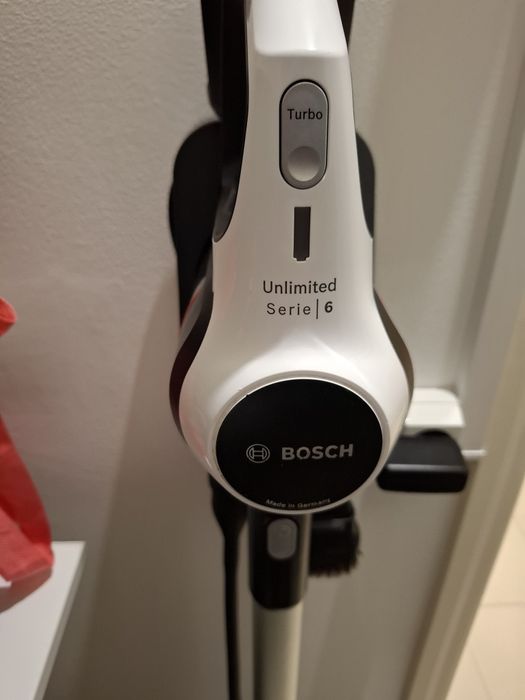 Turbo
Unlimited
Serie | 6
BOSCH
Made in Germany